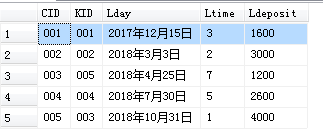 CID KID Lday Ltime Ldeposit
1 001 001 2017年12月15日 3 1600
2 002 002 2018年3月3日 2 3000
3 003 005 2018年4月25日 7 1200
4 004 004 2018年7月30日 5 2600
5 005 003 2018年10月31日 1 4000